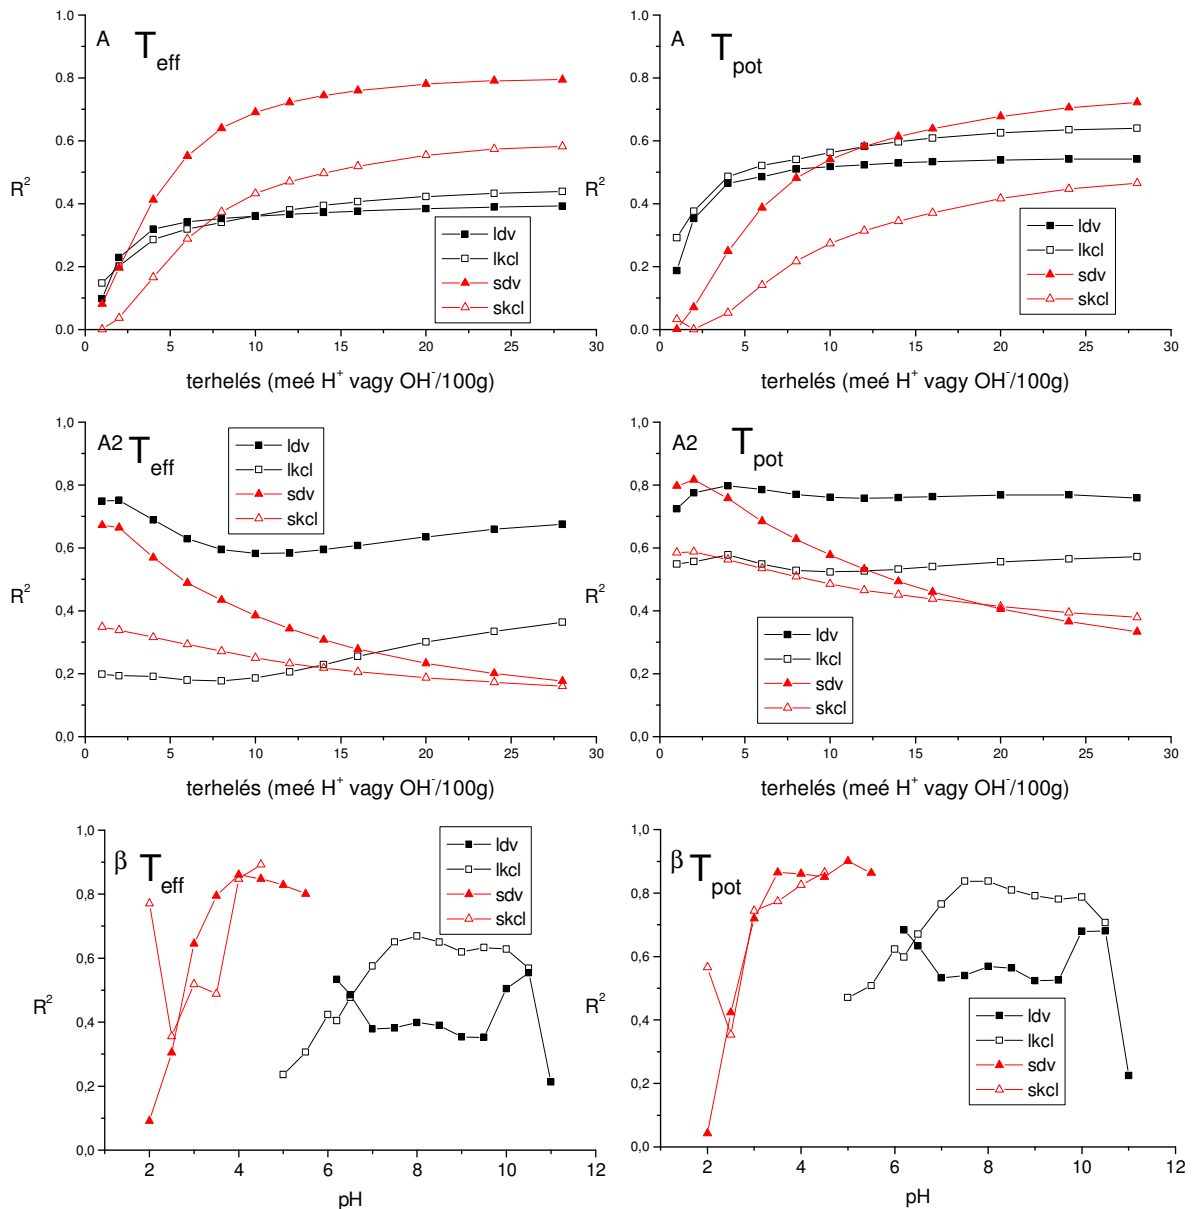 A T_eff
1.0
0.8
0.6
0.4
0.2
0.0
R²
0 5 10 15 20 25 30
ldv
lkcl
sdv
skcl
terhelés (meé H⁺ vagy OH⁻/100g)
A T_pot
1.0
0.8
0.6
0.4
0.2
0.0
R²
0 5 10 15 20 25 30
ldv
lkcl
sdv
skcl
terhelés (meé H⁺ vagy OH⁻/100g)
A2 T_eff
1,0
0,8
0,6
0,4
0,2
0,0
R²
0 5 10 15 20 25 30
ldv
lkcl
sdv
skcl
terhelés (meé H⁺ vagy OH⁻/100g)
A2 T_pot
1,0
0,8
0,6
0,4
0,2
0,0
R²
0 5 10 15 20 25 30
ldv
lkcl
sdv
skcl
terhelés (meé H⁺ vagy OH⁻/100g)
β T_eff
1,0
0,8
0,6
0,4
0,2
0,0
R²
2 4 6 8 10 12
ldv
lkcl
sdv
skcl
pH
β T_pot
1,0
0,8
0,6
0,4
0,2
0,0
R²
2 4 6 8 10 12
ldv
lkcl
sdv
skcl
pH